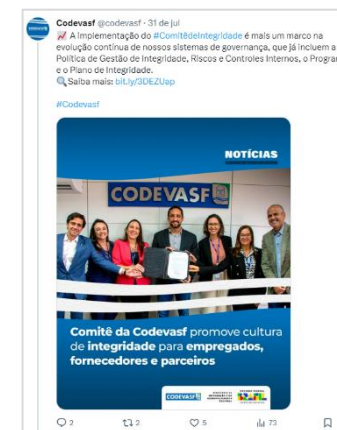 Codevasf @codevasf · 31 de jul
📈 A implementação do #ComitêdeIntegridade é mais um marco na
evolução contínua de nossos sistemas de governança, que já incluem a
Política de Gestão de Integridade, Riscos e Controles Internos, o Progra
e o Plano de Integridade.
🔍Saiba mais: bit.ly/3DEZUap
#Codevasf
NOTÍCIAS
CODEVASF
Comitê da Codevasf promove cultura
de integridade para empregados,
fornecedores e parceiros
CODEVASF
2 2 5 73